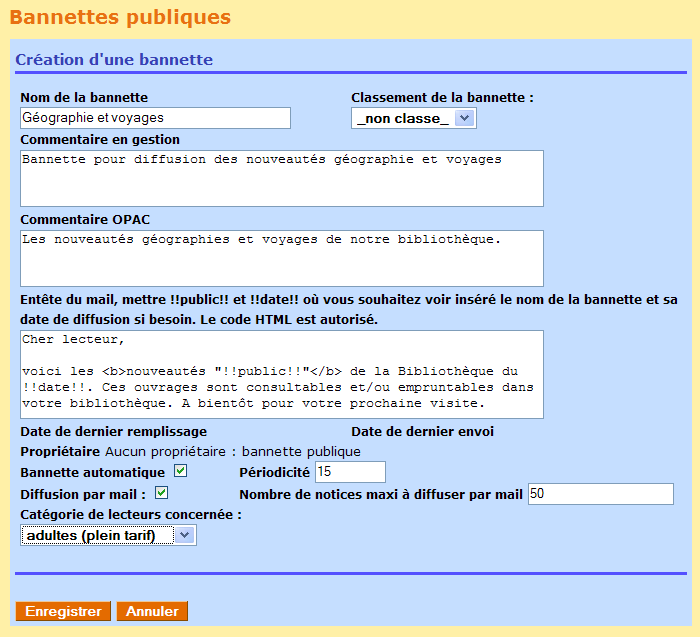 Bannettes publiques
Création d'une bannette
Nom de la bannette Classement de la bannette :
Géographie et voyages _non classe_
Commentaire en gestion
Bannette pour diffusion des nouveautés géographie et voyages
Commentaire OPAC
Les nouveautés géographies et voyages de notre bibliothèque.
Entête du mail, mettre !!public!! et !!date!! où vous souhaitez voir inséré le nom de la bannette et sa
date de diffusion si besoin. Le code HTML est autorisé.
Cher lecteur,
voici les <b>nouveautés "!!public!!"</b> de la Bibliothèque du
!!date!!. Ces ouvrages sont consultables et/ou empruntables dans
votre bibliothèque. A bientôt pour votre prochaine visite.
Date de dernier remplissage Date de dernier envoi
Propriétaire Aucun propriétaire : bannette publique
Bannette automatique Périodicité 15
Diffusion par mail : Nombre de notices maxi à diffuser par mail 50
Catégorie de lecteurs concernée :
adultes (plein tarif)
Enregistrer Annuler